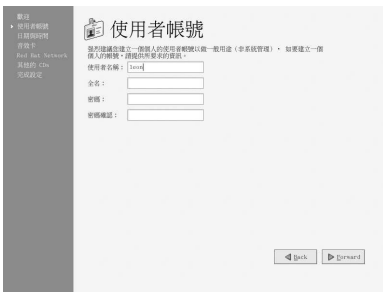 歡迎
使用者帳號
日期與時間
音效卡
Red Hat Network
其他的 CDs
完成設定
使用者帳號
強烈建議您建立一個個人的使用者帳號以做一般用途（非系統管理）。 如要建立一個
個人的帳號，請提供所要求的資訊。
使用者名稱： leon
全名：
密碼：
密碼確認：
Back
Forward